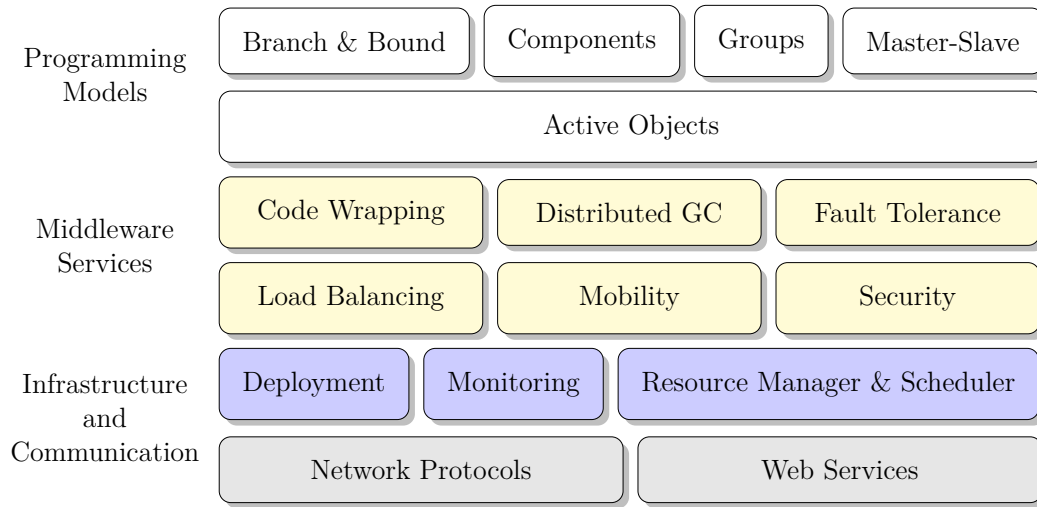 Programming
Models
Branch & Bound
Components
Groups
Master-Slave
Active Objects
Middleware
Services
Code Wrapping
Distributed GC
Fault Tolerance
Load Balancing
Mobility
Security
Infrastructure
and
Communication
Deployment
Monitoring
Resource Manager & Scheduler
Network Protocols
Web Services